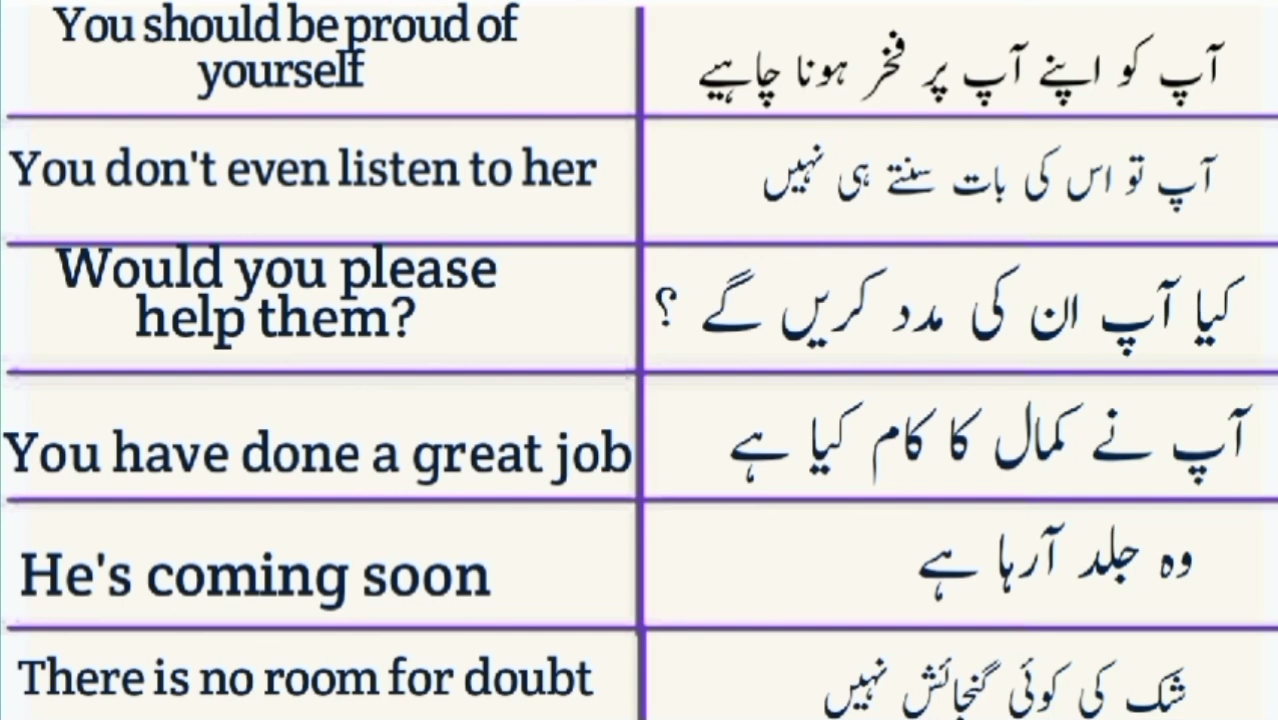 You should be proud of
yourself
آپ کو اپنے آپ پر فخر ہونا چاہیے
You don't even listen to her
آپ تو اس کی بات سنتے ہی نہیں
Would you please
help them?
کیا آپ ان کی مدد کریں گے ؟
You have done a great job
آپ نے کمال کا کام کیا ہے
He's coming soon
وہ جلد آرہا ہے
There is no room for doubt
شک کی کوئی گنجائش نہیں